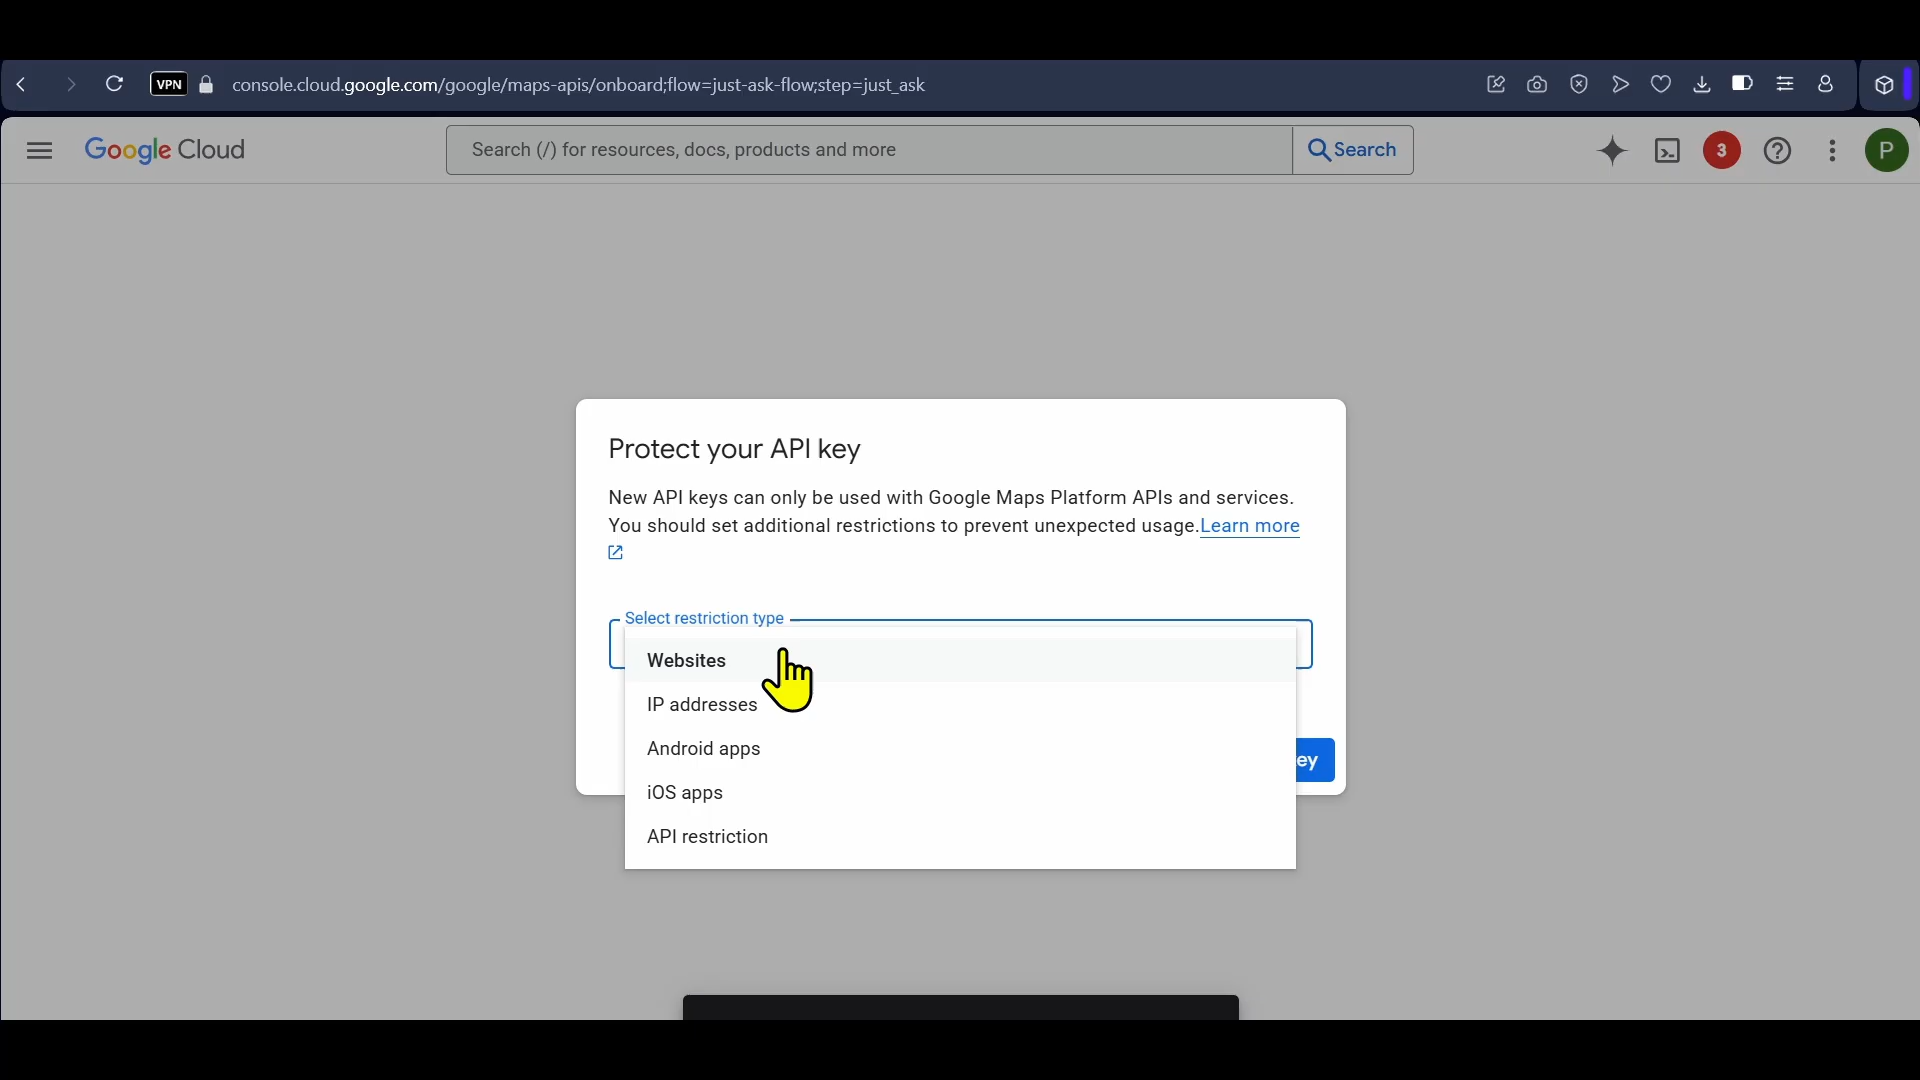 VPN console.cloud.google.com/google/maps-apis/onboard;flow=just-ask-flow;step=just_ask
Google Cloud
Search (/) for resources, docs, products and more
Search
3
P
Protect your API key
New API keys can only be used with Google Maps Platform APIs and services.
You should set additional restrictions to prevent unexpected usage.Learn more
Select restriction type
Websites
IP addresses
Android apps
ey
iOS apps
API restriction